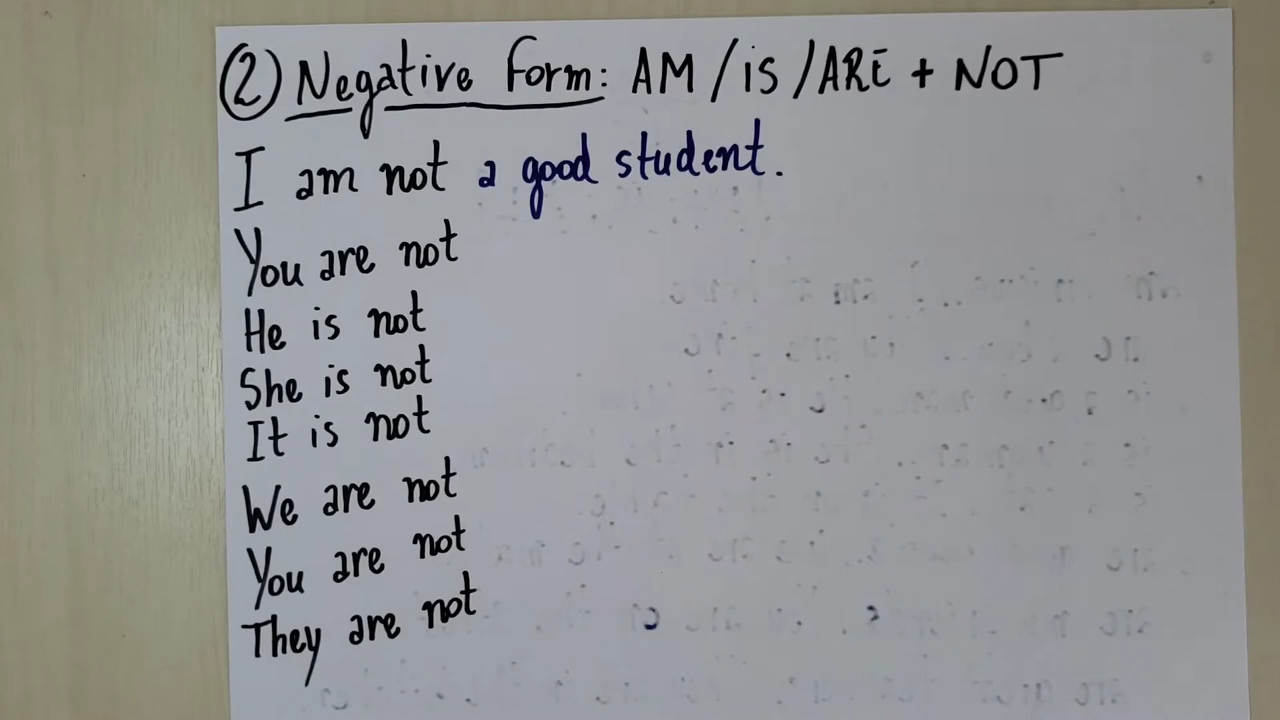 ② Negative Form: AM / iS / ARE + NOT
I am not a good student.
You are not
He is not
She is not
It is not
We are not
You are not
They are not